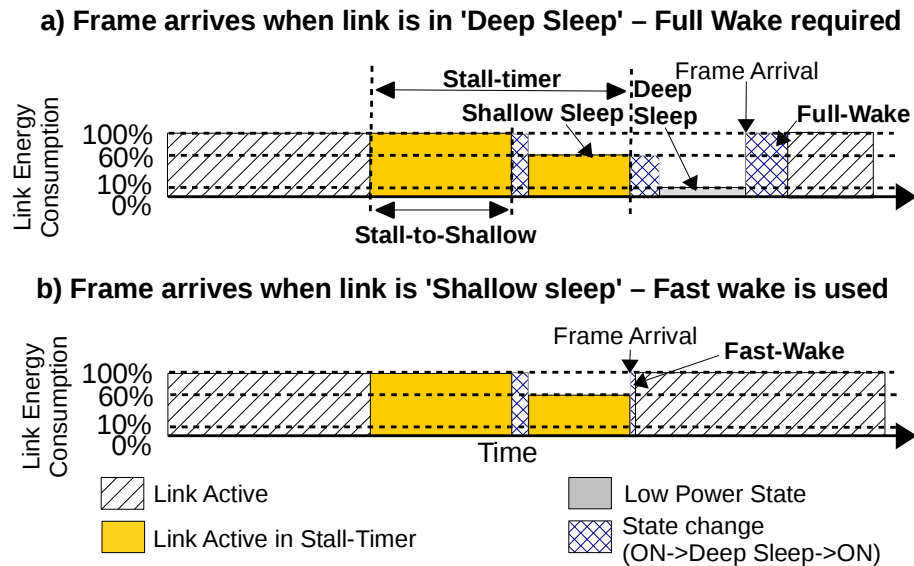 a) Frame arrives when link is in 'Deep Sleep' – Full Wake required
Stall-timer
Frame Arrival
Deep
Sleep
Shallow Sleep
Full-Wake
Link Energy
Consumption
100%
60%
10%
0%
Stall-to-Shallow
b) Frame arrives when link is 'Shallow sleep' – Fast wake is used
Frame Arrival
Fast-Wake
Link Energy
Consumption
100%
60%
10%
0%
Time
Link Active
Low Power State
Link Active in Stall-Timer
State change
(ON->Deep Sleep->ON)